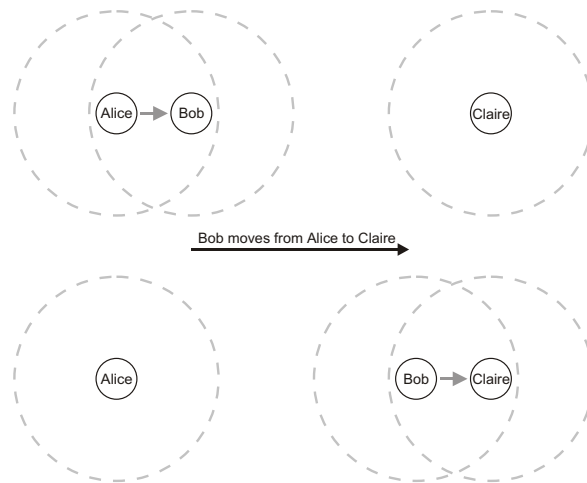 Alice
Bob
Claire
Bob moves from Alice to Claire
Alice
Bob
Claire